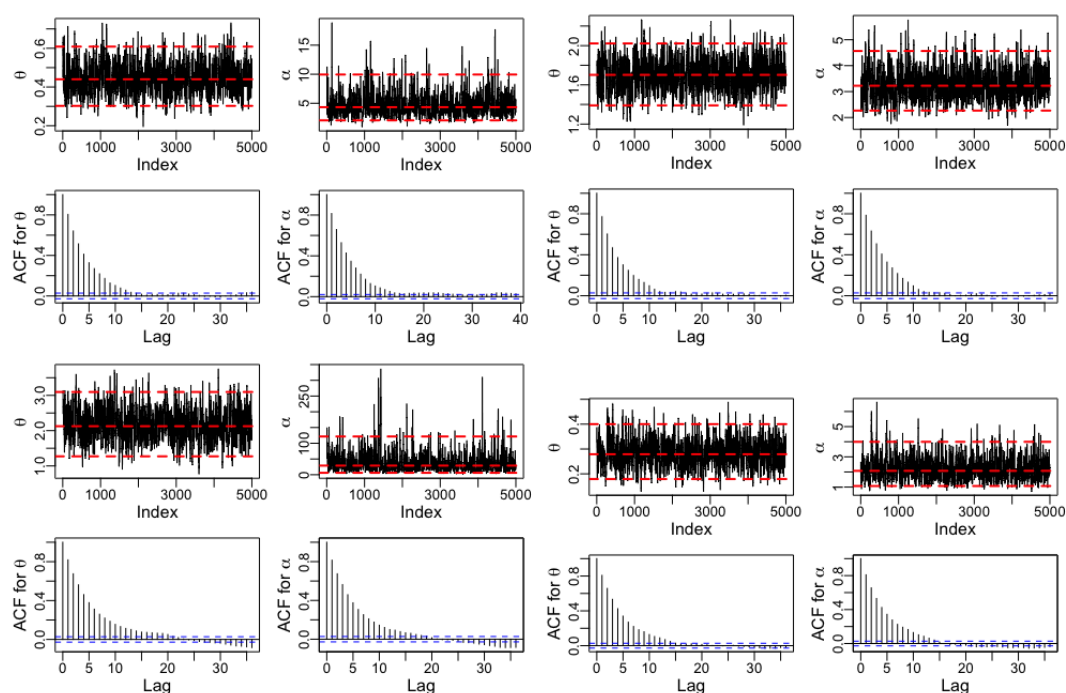 θ
0.2 0.4 0.6
0 1000 3000 5000
Index
α
5 10 15
0 1000 3000 5000
Index
θ
1.2 1.6 2.0
0 1000 3000 5000
Index
α
2 3 4 5
0 1000 3000 5000
Index
ACF for θ
0.0 0.4 0.8
0 5 10 20 30
Lag
ACF for α
0.0 0.4 0.8
0 5 10 20 30 40
Lag
ACF for θ
0.0 0.4 0.8
0 5 10 20 30
Lag
ACF for α
0.0 0.4 0.8
0 5 10 20 30
Lag
θ
1.0 2.0 3.0
0 1000 3000 5000
Index
α
0 50 150 250 350
0 1000 3000 5000
Index
θ
0.2 0.4
0 1000 3000 5000
Index
α
1 2 3 4 5
0 1000 3000 5000
Index
ACF for θ
0.0 0.4 0.8
0 5 10 20 30
Lag
ACF for α
0.0 0.4 0.8
0 5 10 20 30
Lag
ACF for θ
0.0 0.4 0.8
0 5 10 20 30
Lag
ACF for α
0.0 0.4 0.8
0 5 10 20 30
Lag